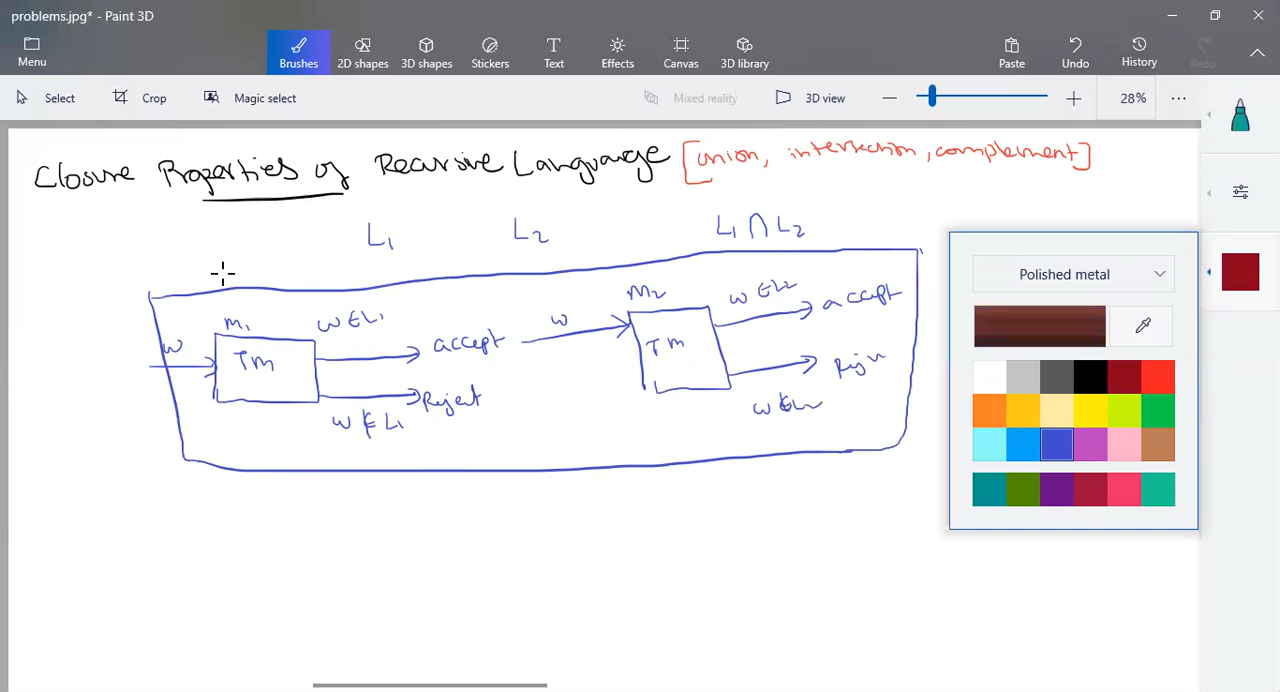 problems.jpg* - Paint 3D
Menu
Brushes
2D shapes
3D shapes
Stickers
Text
Effects
Canvas
3D library
Paste
Undo
History
Redo
Select
Crop
Magic select
Mixed reality
3D view
28%
Closure Properties of Recursive Language [union, intersection, complement]
L1 L2 L1 ∩ L2
Polished metal
M1 w ∈ L1 M2 w ∈ L2 accept
w TM accept w TM
Reject
w ∉ L1 w ∉ L2